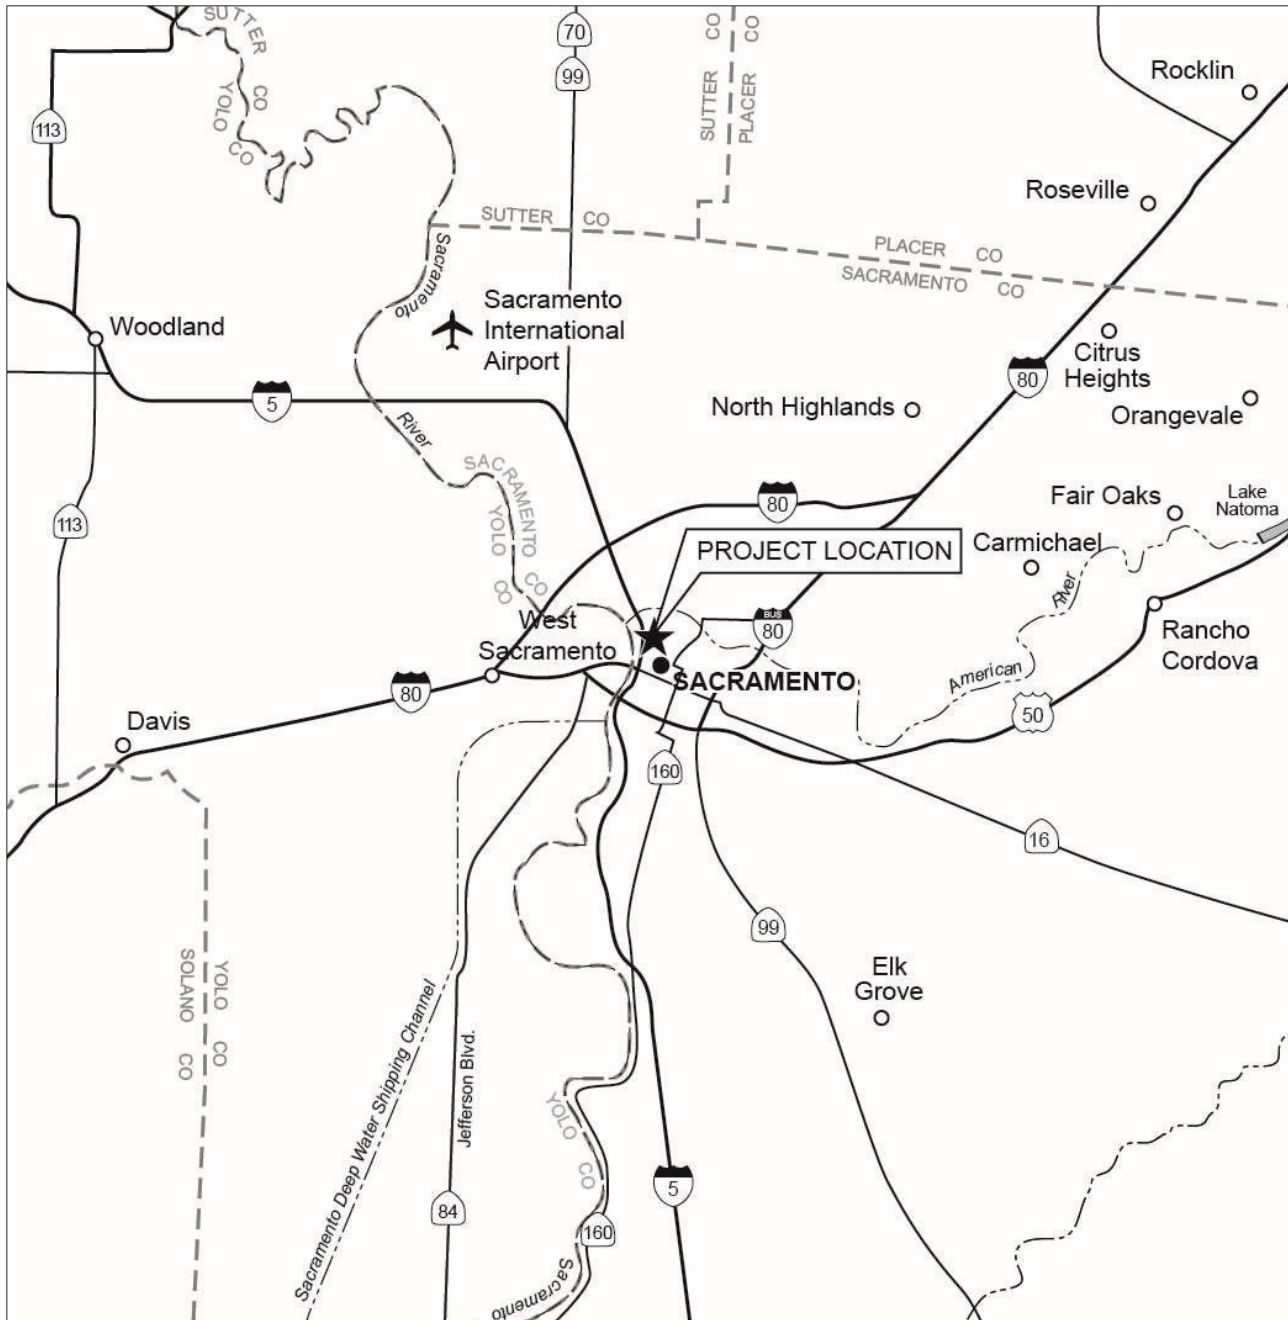 SUTTER CO
YOLO CO
70
99
SUTTER CO
PLACER CO
Rocklin
113
Roseville
SUTTER CO
PLACER CO
SACRAMENTO CO
Sacramento
River
Sacramento
International
Airport
Woodland
5
80
Citrus
Heights
North Highlands
Orangevale
SACRAMENTO CO
YOLO CO
113
80
Fair Oaks
Lake
Natoma
PROJECT LOCATION
Carmichael
River
American
West
Sacramento
BUS
80
Rancho
Cordova
SACRAMENTO
80
Davis
50
160
16
99
YOLO CO
SOLANO CO
Elk
Grove
Sacramento Deep Water Shipping Channel
Jefferson Blvd.
YOLO CO
84
5
160
Sacramento